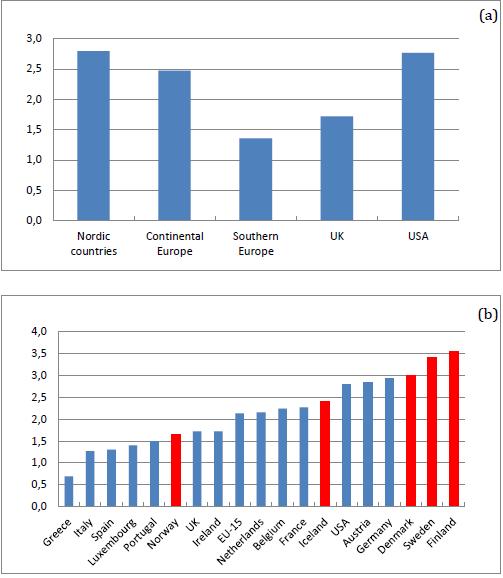 (a)
3,0
2,5
2,0
1,5
1,0
0,5
0,0
Nordic countries
Continental Europe
Southern Europe
UK
USA
(b)
4,0
3,5
3,0
2,5
2,0
1,5
1,0
0,5
0,0
Greece
Italy
Spain
Luxembourg
Portugal
Norway
UK
Ireland
EU-15
Netherlands
Belgium
France
Iceland
USA
Austria
Germany
Denmark
Sweden
Finland